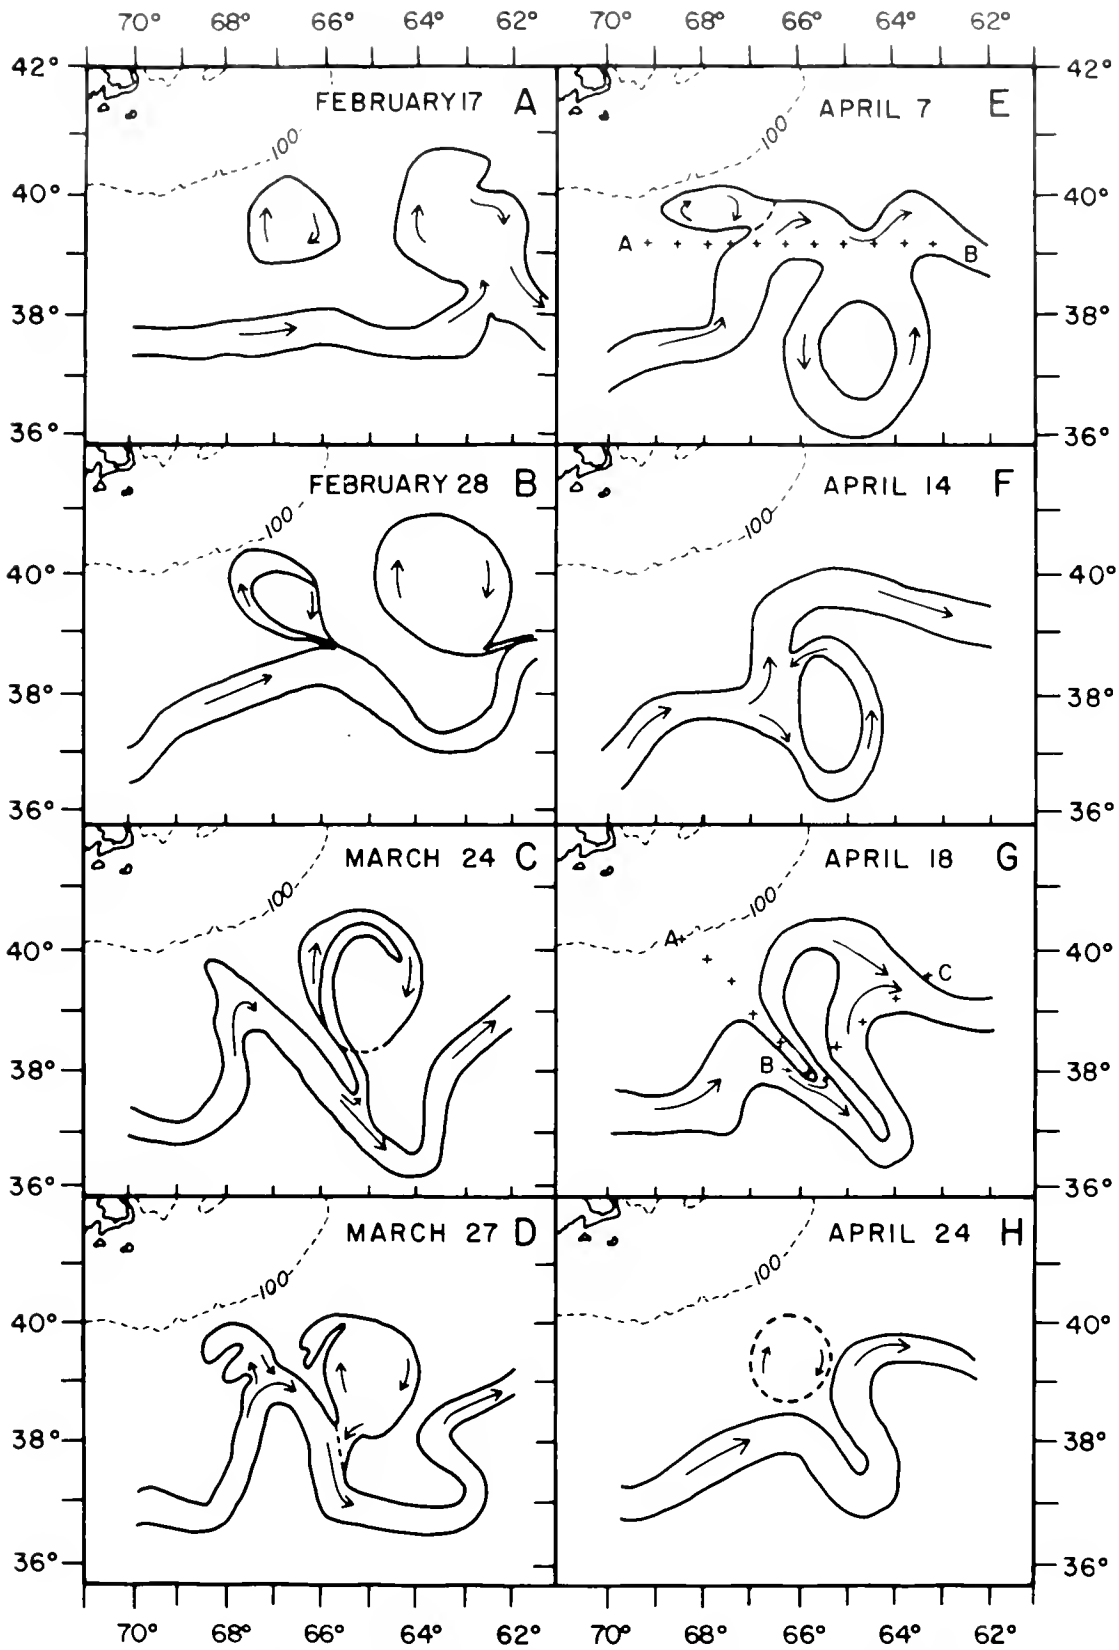 70° 68° 66° 64° 62° 70° 68° 66° 64° 62°
42° FEBRUARY 17 A APRIL 7 E 42°
100 100
40° 40°
A B
38° 38°
36° 36°
FEBRUARY 28 B APRIL 14 F
100 100
40° 40°
38° 38°
36° 36°
MARCH 24 C APRIL 18 G
100 100
A
40° 40°
C
38° B 38°
36° 36°
MARCH 27 D APRIL 24 H
100 100
40° 40°
38° 38°
36° 36°
70° 68° 66° 64° 62° 70° 68° 66° 64° 62°